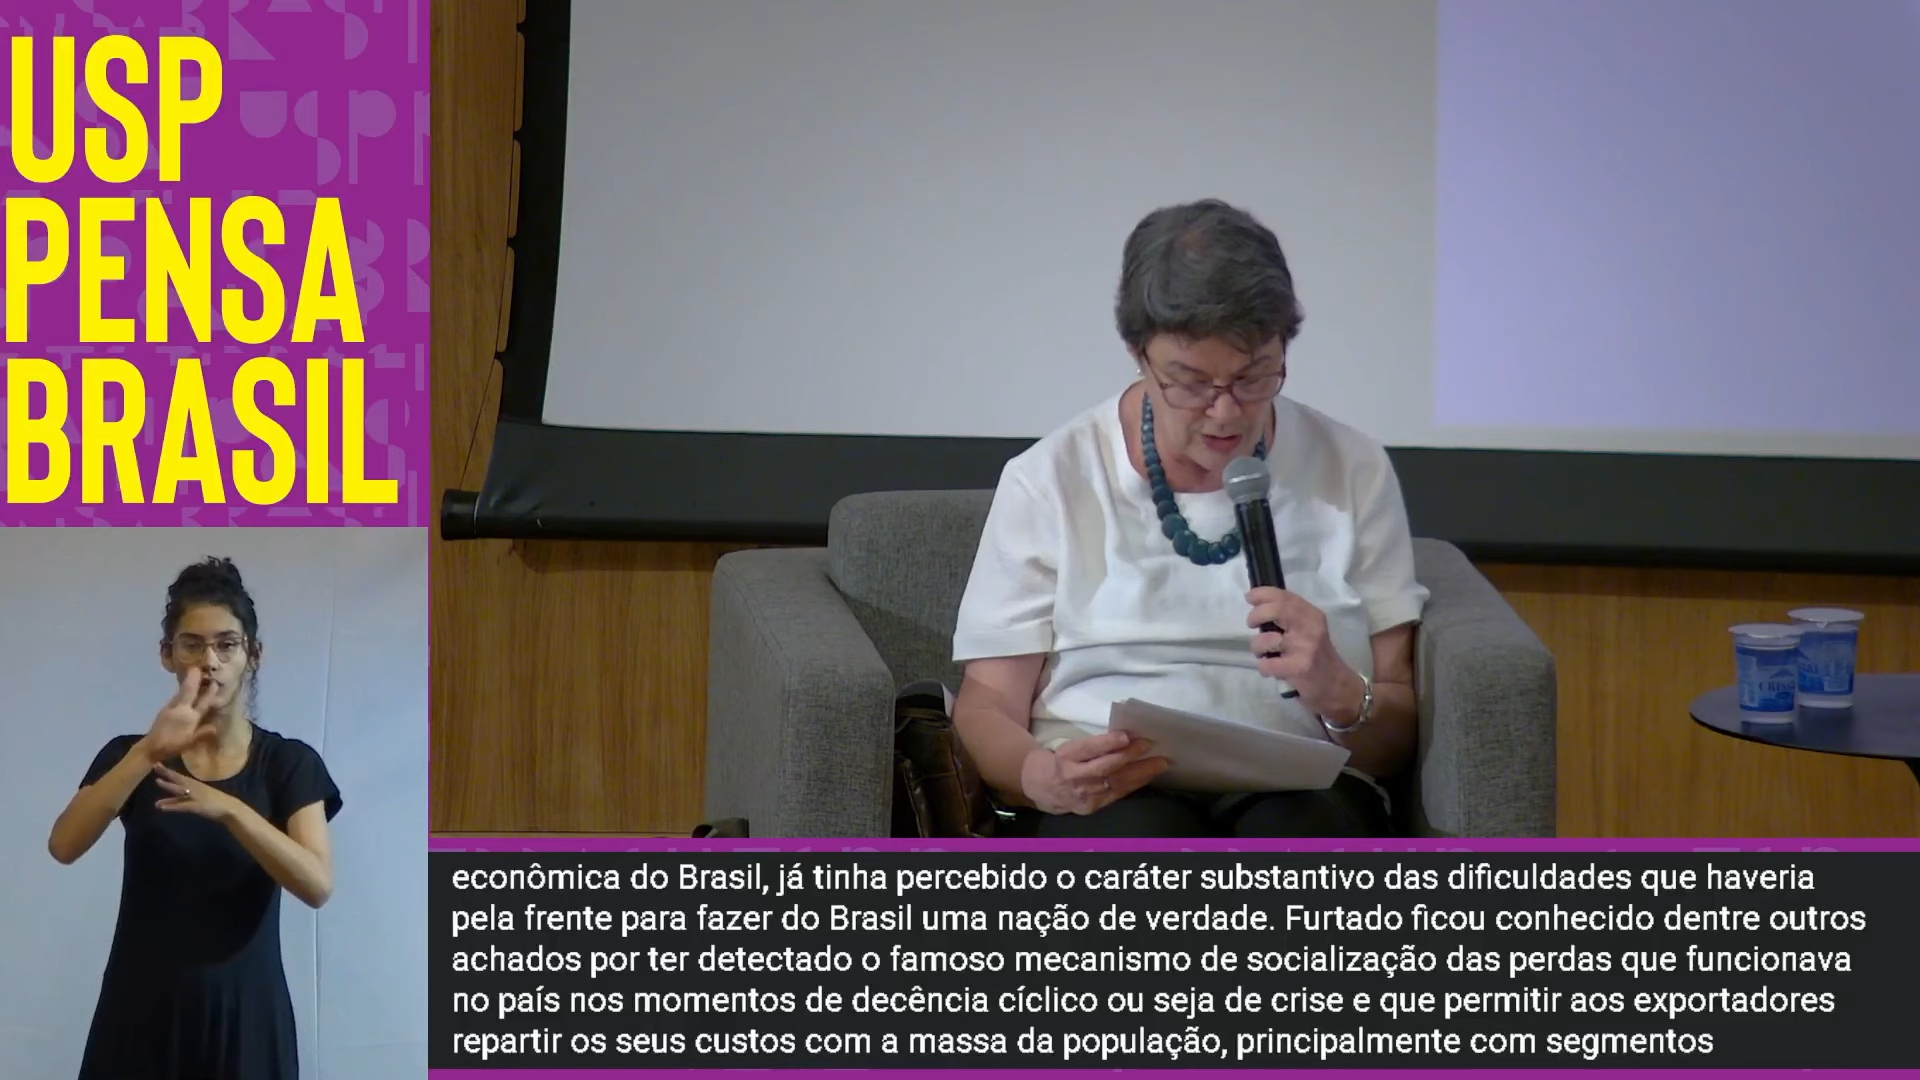 USP
PENSA
BRASIL
econômica do Brasil, já tinha percebido o caráter substantivo das dificuldades que haveria
pela frente para fazer do Brasil uma nação de verdade. Furtado ficou conhecido dentre outros
achados por ter detectado o famoso mecanismo de socialização das perdas que funcionava
no país nos momentos de decência cíclico ou seja de crise e que permitir aos exportadores
repartir os seus custos com a massa da população, principalmente com segmentos